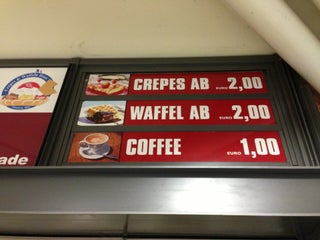 CREPES AB EURO 2,00
WAFFEL AB EURO 2,00
COFFEE EURO 1,00
ade